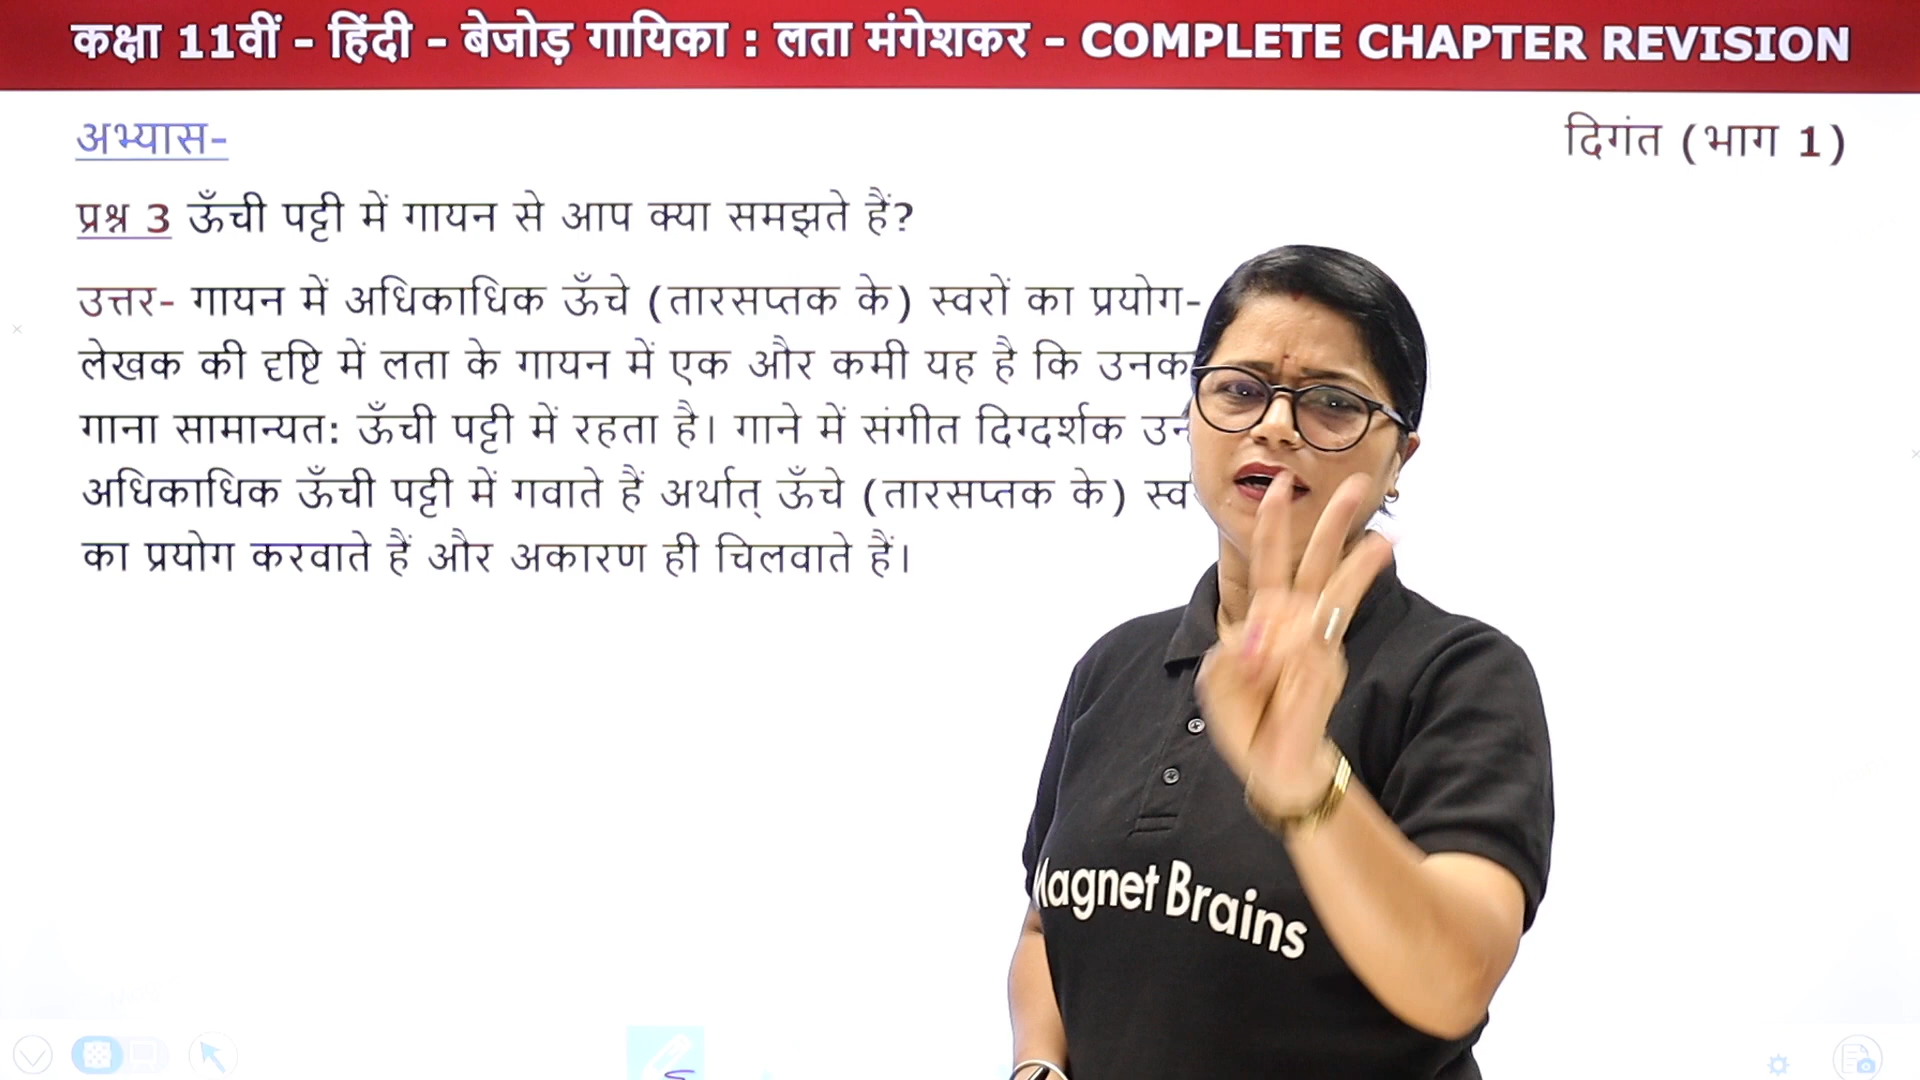 कक्षा 11वीं - हिंदी - बेजोड़ गायिका : लता मंगेशकर - COMPLETE CHAPTER REVISION
अभ्यास-
दिगंत (भाग 1)
प्रश्न 3 ऊँची पट्टी में गायन से आप क्या समझते हैं?
उत्तर- गायन में अधिकाधिक ऊँचे (तारसप्तक के) स्वरों का प्रयोग-
लेखक की दृष्टि में लता के गायन में एक और कमी यह है कि
गाना सामान्यत: ऊँची पट्टी में रहता है। गाने में संगीत दिग्दर्शक
अधिकाधिक ऊँची पट्टी में गवाते हैं अर्थात् ऊँचे (तारसप्तक के)
का प्रयोग करवाते हैं और अकारण ही चिलवाते हैं।
Magnet Brains